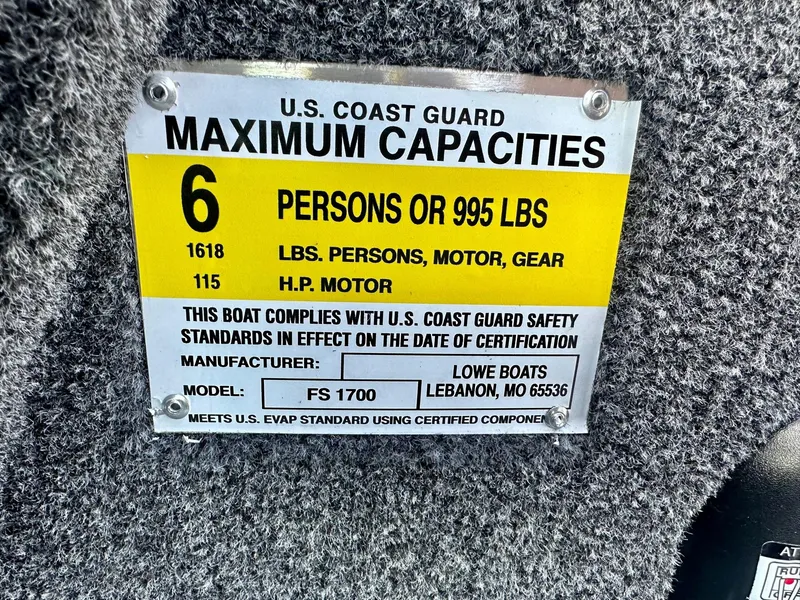 U.S. COAST GUARD
MAXIMUM CAPACITIES
6 PERSONS OR 995 LBS
1618 LBS. PERSONS, MOTOR, GEAR
115 H.P. MOTOR
THIS BOAT COMPLIES WITH U.S. COAST GUARD SAFETY
STANDARDS IN EFFECT ON THE DATE OF CERTIFICATION
MANUFACTURER: LOWE BOATS
MODEL: FS 1700 LEBANON, MO 65536
MEETS U.S. EVAP STANDARD USING CERTIFIED